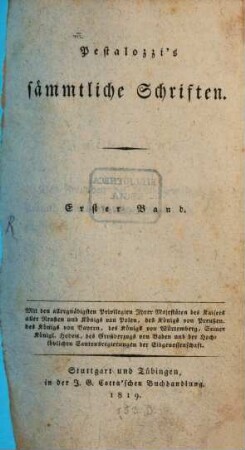 Pestalozzi's
sämmtliche Schriften.
Erster Band.
Mit den allergnädigsten Privilegien Ihrer Majestäten des Kaisers
aller Reußen und Königs von Polen, des Königs von Preußen,
des Königs von Bayern, des Königs von Würtemberg, Seiner
Königl. Hoheit, des Großherzogs von Baden und der Hoch-
löblichen Cantonsregierungen der Eidgenossenschaft.
Stuttgart und Tübingen,
in der J. G. Cotta'schen Buchhandlung.
1819.